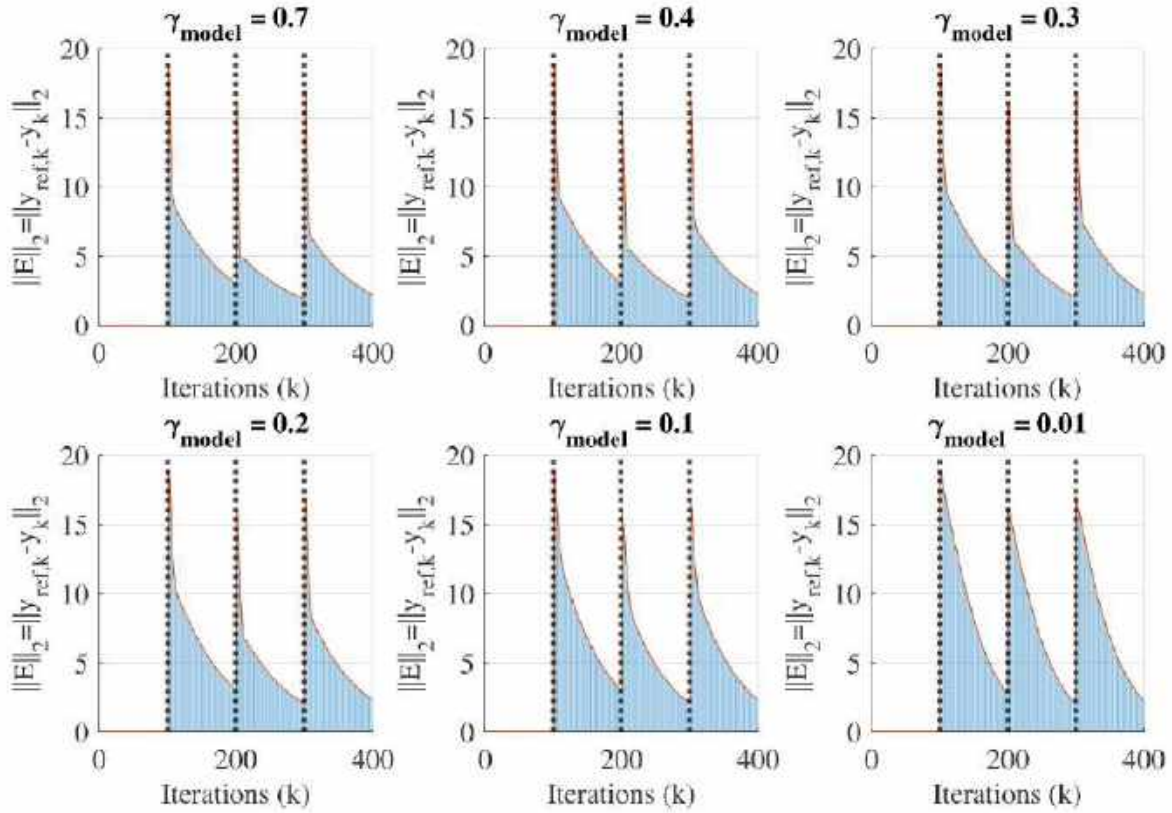 γmodel = 0.7
||E||2=||yref,k-yk||2
20
15
10
5
0
0 200 400
Iterations (k)
γmodel = 0.4
||E||2=||yref,k-yk||2
20
15
10
5
0
0 200 400
Iterations (k)
γmodel = 0.3
||E||2=||yref,k-yk||2
20
15
10
5
0
0 200 400
Iterations (k)
γmodel = 0.2
||E||2=||yref,k-yk||2
20
15
10
5
0
0 200 400
Iterations (k)
γmodel = 0.1
||E||2=||yref,k-yk||2
20
15
10
5
0
0 200 400
Iterations (k)
γmodel = 0.01
||E||2=||yref,k-yk||2
20
15
10
5
0
0 200 400
Iterations (k)